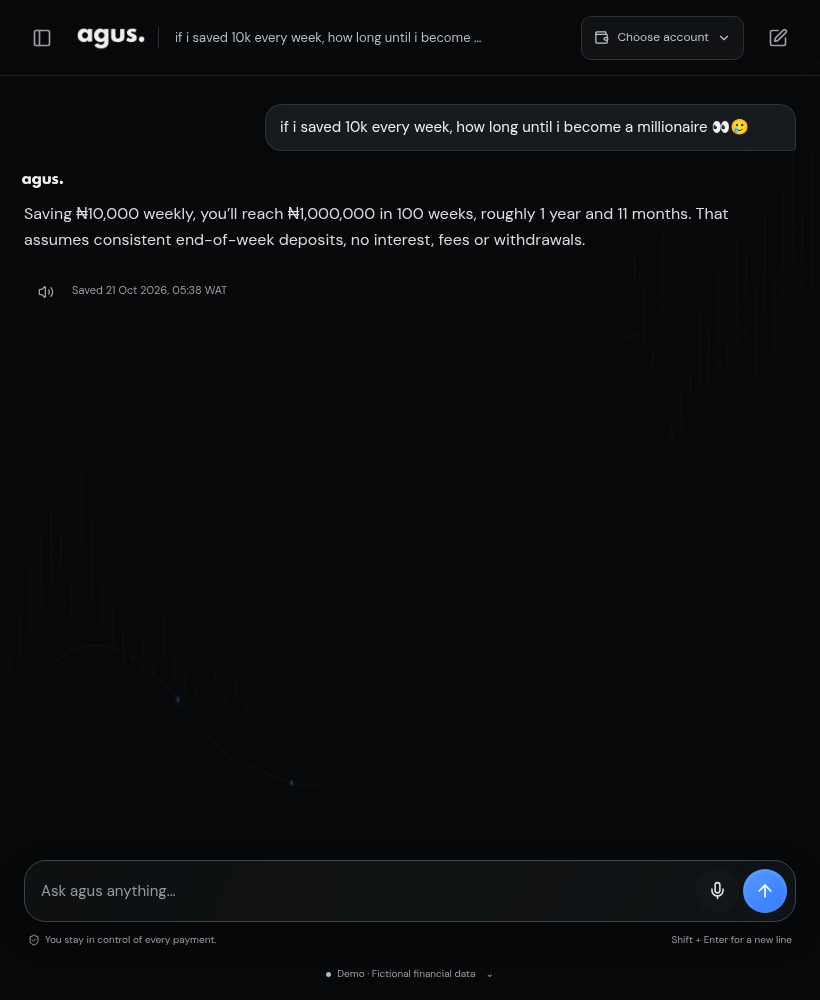 agus.
if i saved 10k every week, how long until i become ...
Choose account
if i saved 10k every week, how long until i become a millionaire 👀🥲
agus.
Saving ₦10,000 weekly, you’ll reach ₦1,000,000 in 100 weeks, roughly 1 year and 11 months. That
assumes consistent end-of-week deposits, no interest, fees or withdrawals.
Saved 21 Oct 2026, 05:38 WAT
Ask agus anything...
You stay in control of every payment.
Shift + Enter for a new line
Demo · Fictional financial data